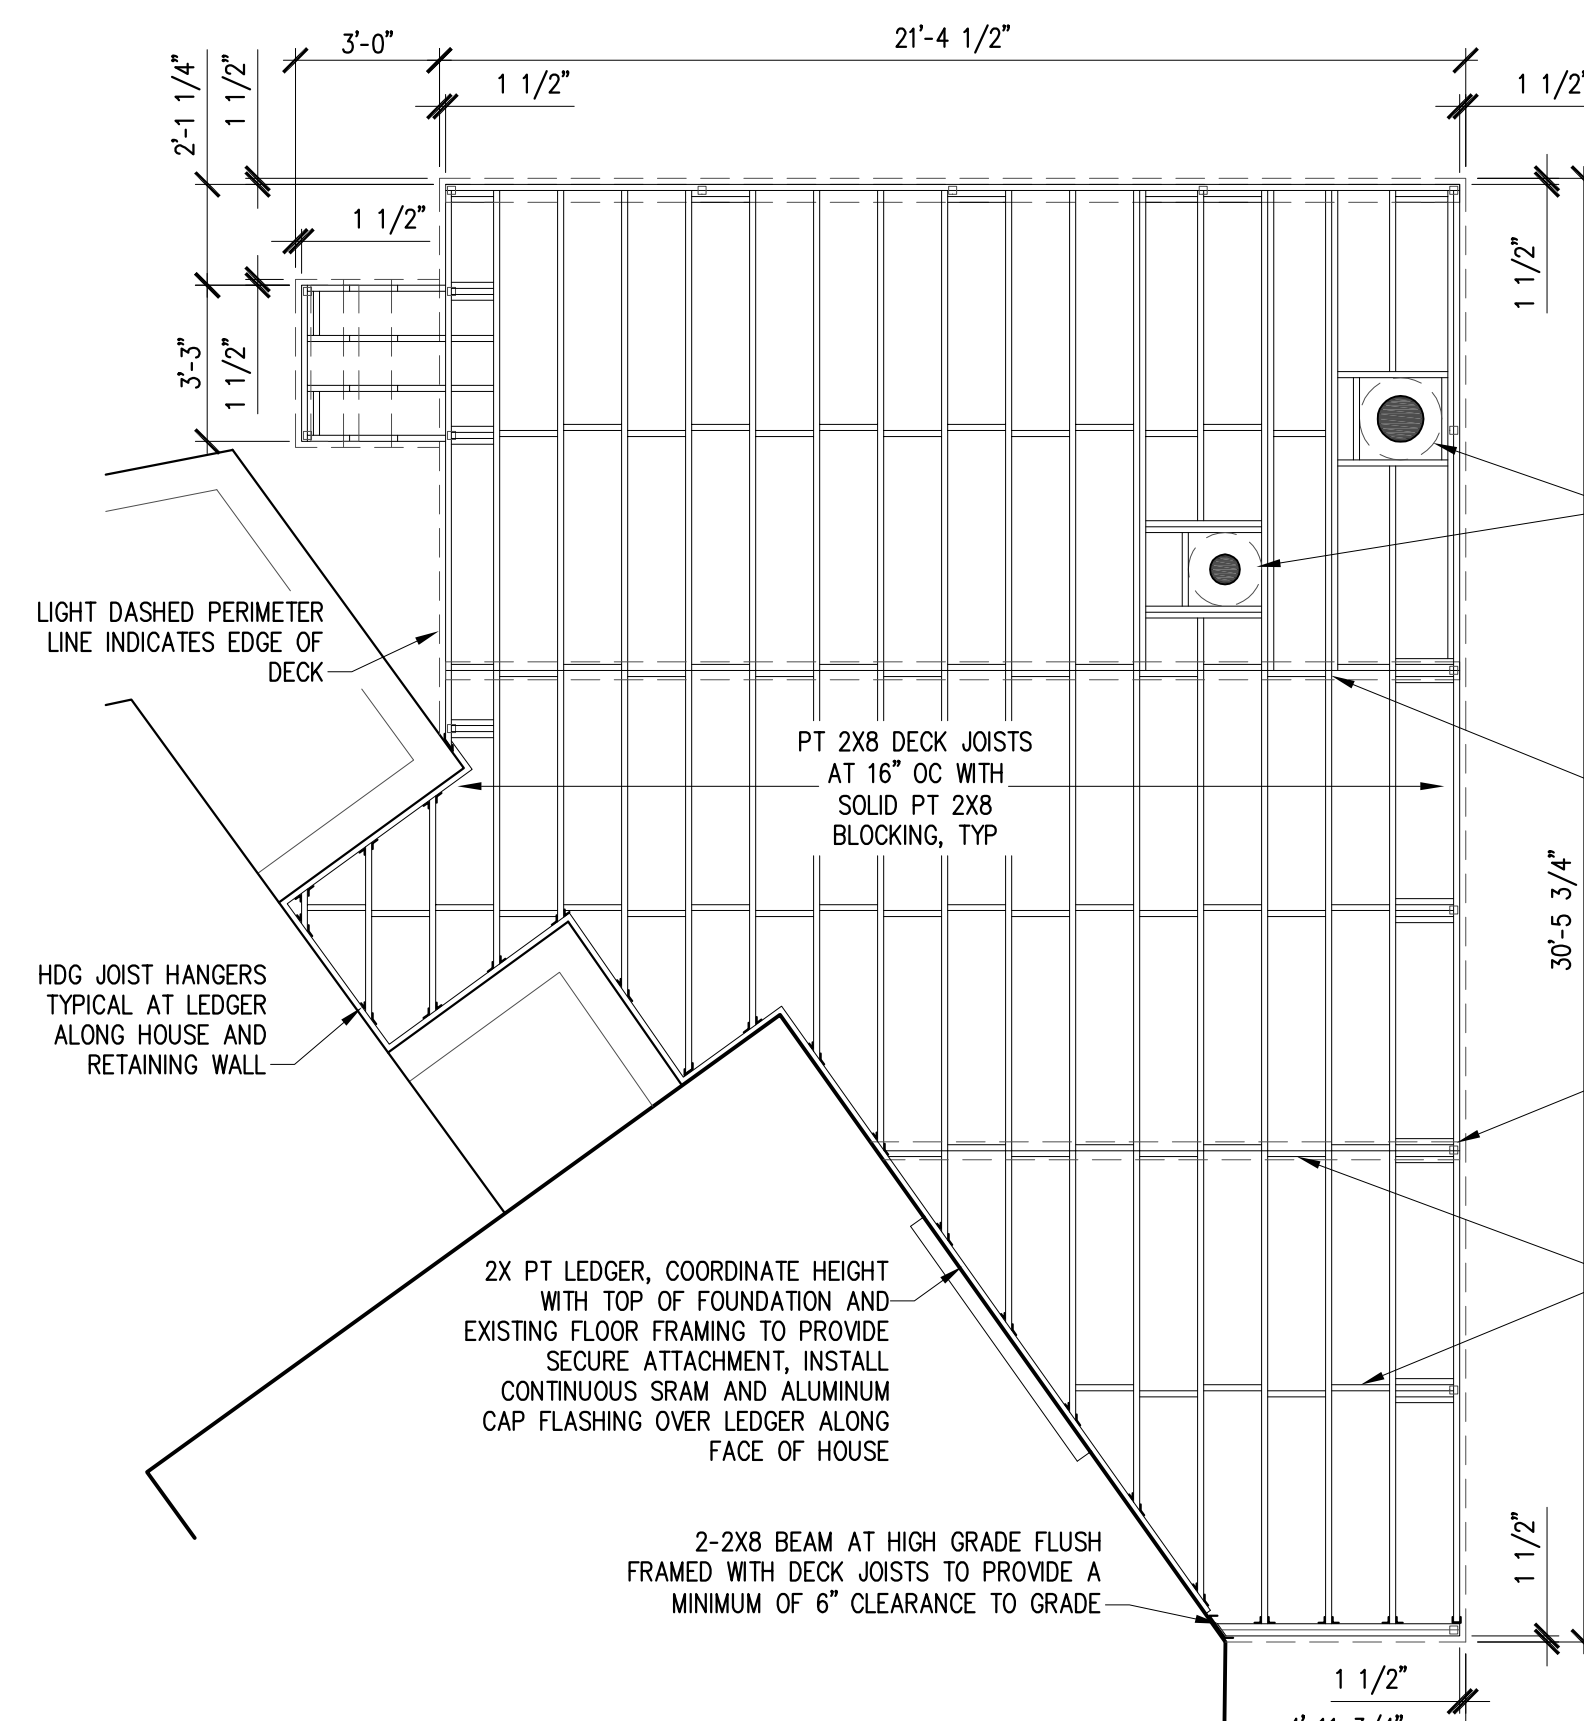 3'-0"
21'-4 1/2"
1 1/2"
1 1/2"
2'-1 1/4"
1 1/2"
1 1/2"
1 1/2"
3'-3"
1 1/2"
LIGHT DASHED PERIMETER
LINE INDICATES EDGE OF
DECK
PT 2X8 DECK JOISTS
AT 16" OC WITH
SOLID PT 2X8
BLOCKING, TYP
30'-5 3/4"
HDG JOIST HANGERS
TYPICAL AT LEDGER
ALONG HOUSE AND
RETAINING WALL
2X PT LEDGER, COORDINATE HEIGHT
WITH TOP OF FOUNDATION AND
EXISTING FLOOR FRAMING TO PROVIDE
SECURE ATTACHMENT, INSTALL
CONTINUOUS SRAM AND ALUMINUM
CAP FLASHING OVER LEDGER ALONG
FACE OF HOUSE
2-2X8 BEAM AT HIGH GRADE FLUSH
FRAMED WITH DECK JOISTS TO PROVIDE A
MINIMUM OF 6" CLEARANCE TO GRADE
1 1/2"
1 1/2"